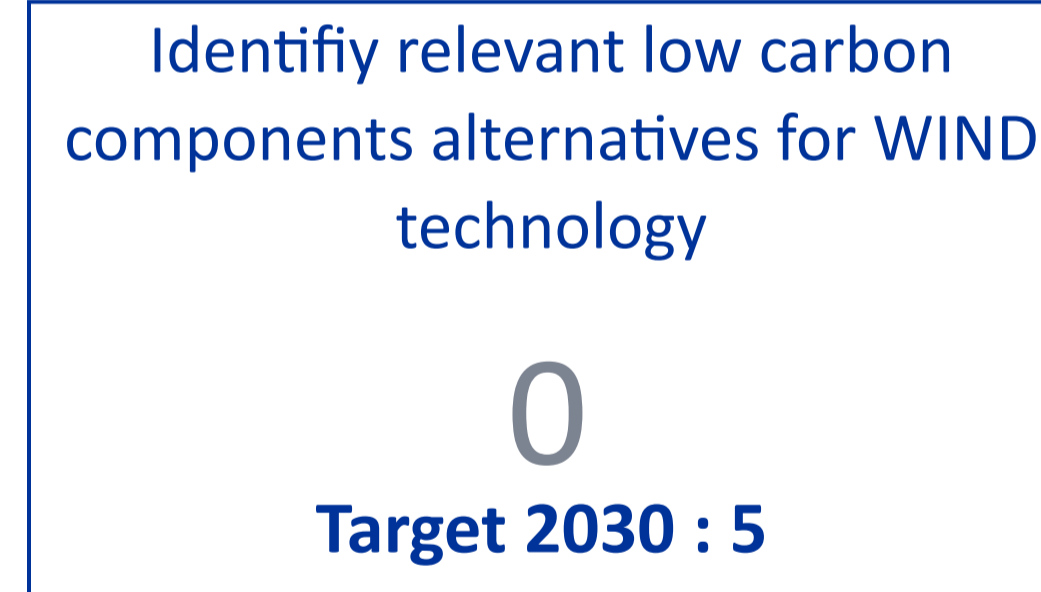 Identifiy relevant low carbon
components alternatives for WIND
technology
0
Target 2030 : 5